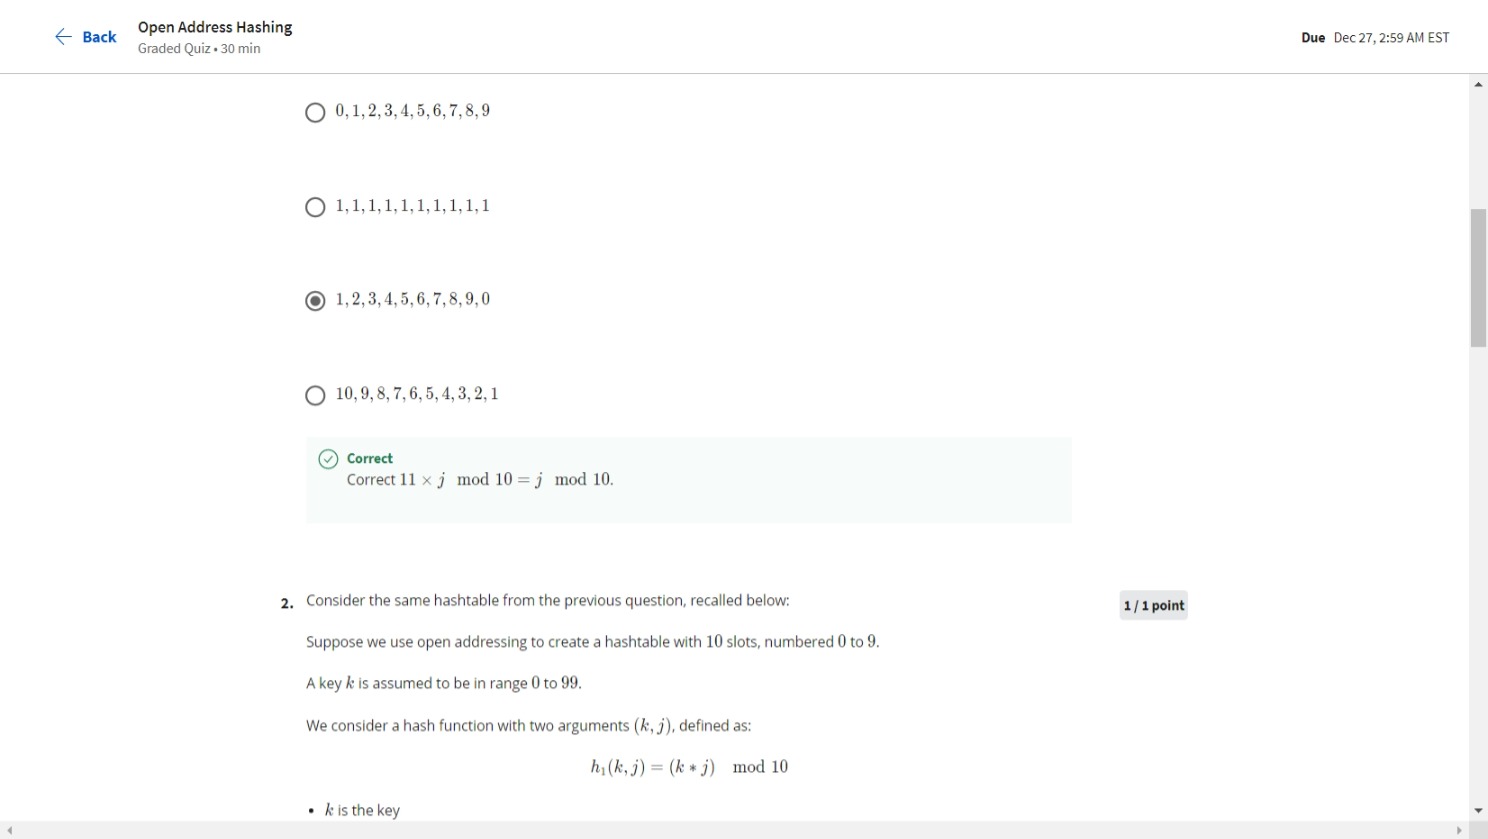 Back
Open Address Hashing
Graded Quiz • 30 min
Due Dec 27, 2:59 AM EST
0, 1, 2, 3, 4, 5, 6, 7, 8, 9
1, 1, 1, 1, 1, 1, 1, 1, 1, 1
1, 2, 3, 4, 5, 6, 7, 8, 9, 0
10, 9, 8, 7, 6, 5, 4, 3, 2, 1
Correct
Correct 11 × j mod 10 = j mod 10.
2. Consider the same hashtable from the previous question, recalled below:
1 / 1 point
Suppose we use open addressing to create a hashtable with 10 slots, numbered 0 to 9.
A key k is assumed to be in range 0 to 99.
We consider a hash function with two arguments (k, j), defined as:
h₁(k, j) = (k * j) mod 10
• k is the key